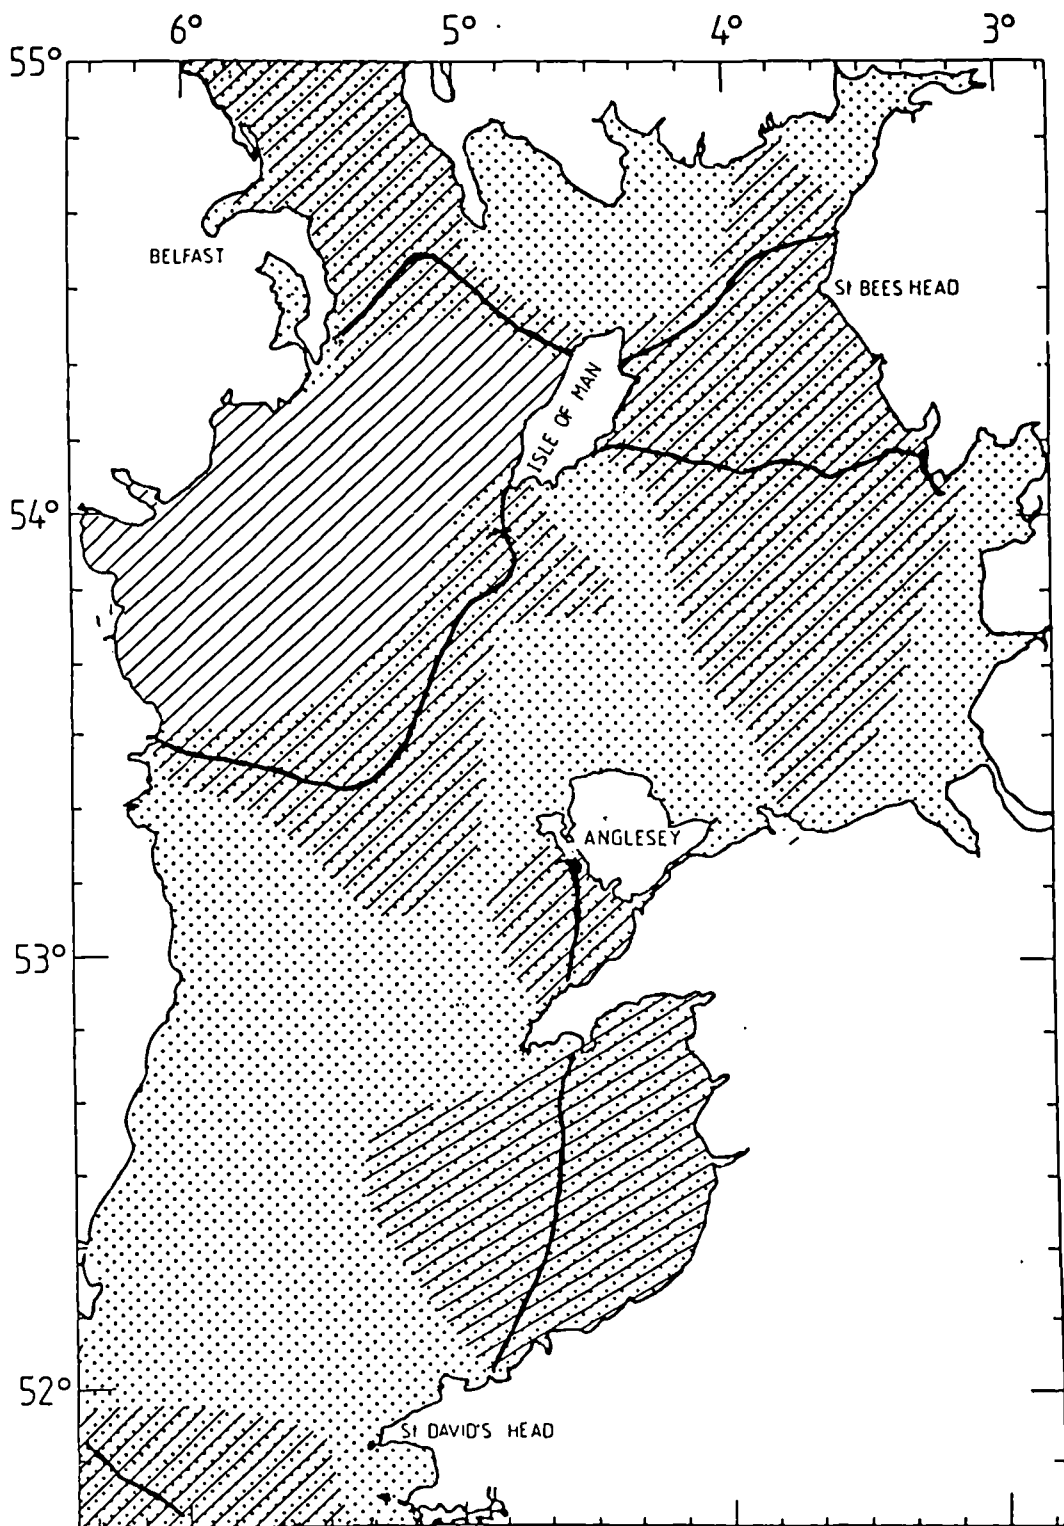 6° 5° 4° 3°
55°
BELFAST
St BEES HEAD
ISLE OF MAN
54°
ANGLESEY
53°
52°
St DAVID'S HEAD